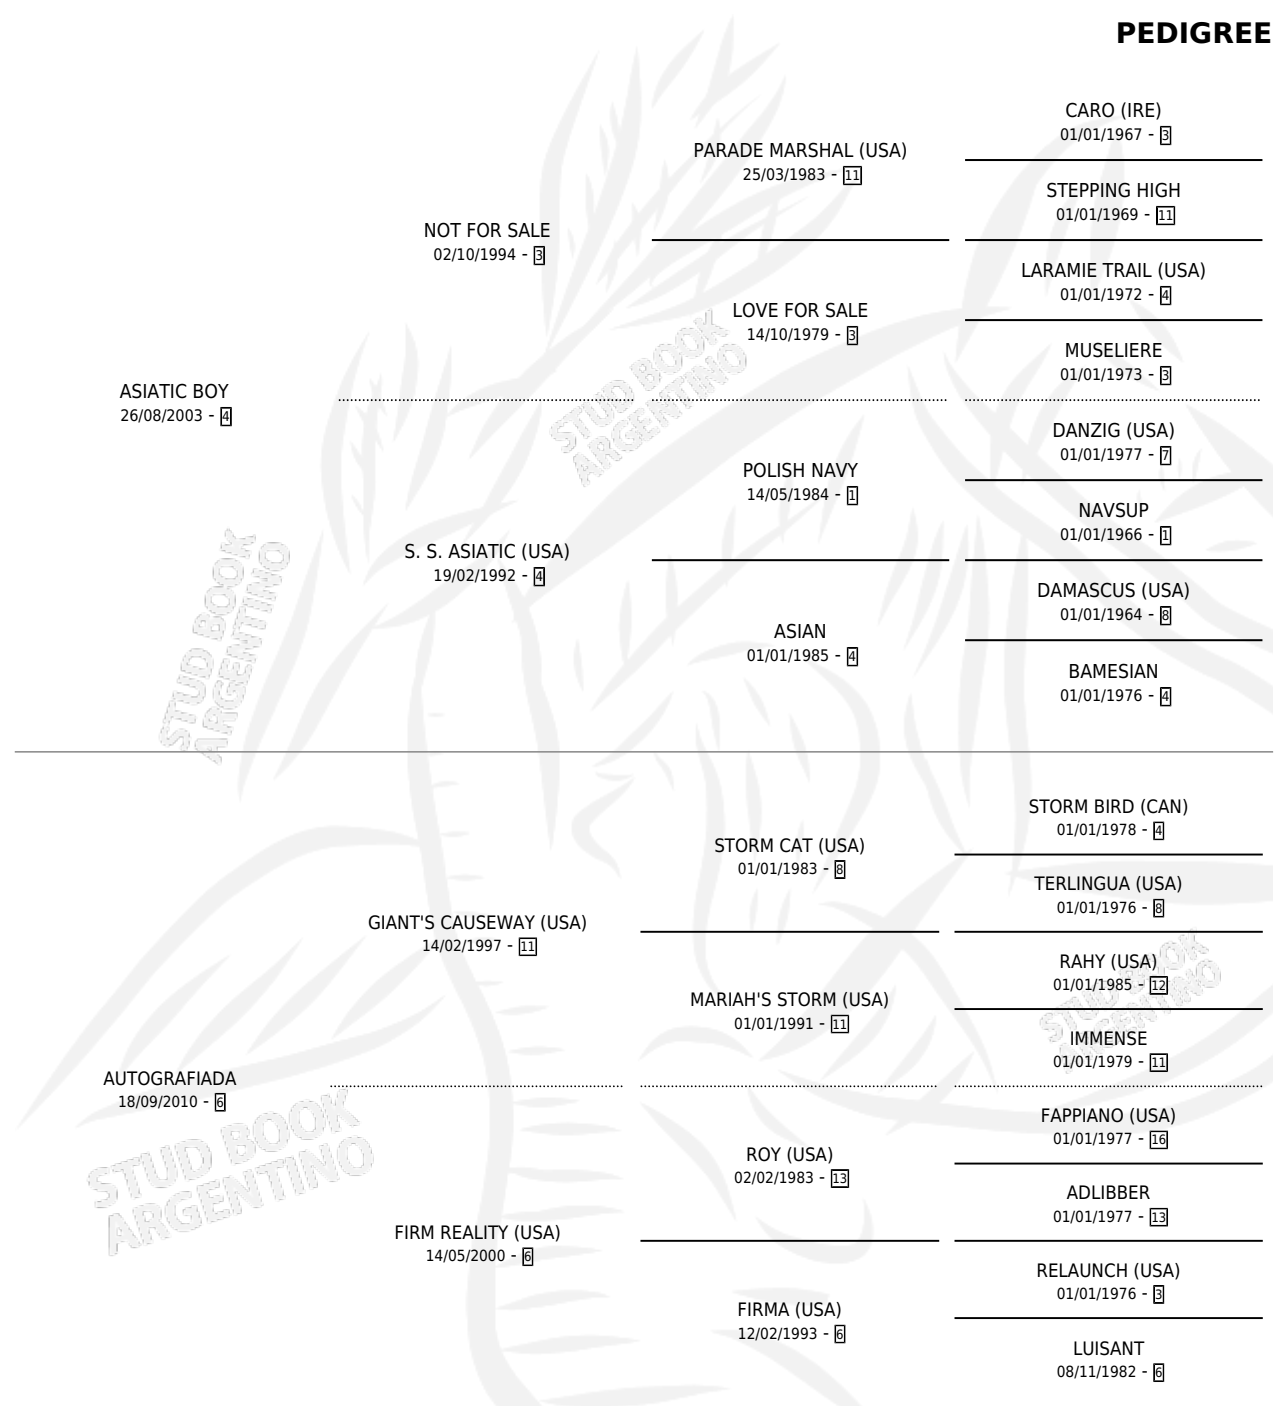 PEDIGREE
CARO (IRE)
01/01/1967 - 3
PARADE MARSHAL (USA)
25/03/1983 - 11
STEPPING HIGH
01/01/1969 - 11
NOT FOR SALE
02/10/1994 - 3
LARAMIE TRAIL (USA)
01/01/1972 - 4
LOVE FOR SALE
14/10/1979 - 3
MUSELIERE
01/01/1973 - 3
STUD BOOK
ARGENTINO
ASIATIC BOY
26/08/2003 - 4
DANZIG (USA)
01/01/1977 - 7
POLISH NAVY
14/05/1984 - 1
NAVSUP
01/01/1966 - 1
S. S. ASIATIC (USA)
19/02/1992 - 4
DAMASCUS (USA)
01/01/1964 - 8
ASIAN
01/01/1985 - 4
BAMESIAN
01/01/1976 - 4
STUD BOOK
ARGENTINO
STORM BIRD (CAN)
01/01/1978 - 4
STORM CAT (USA)
01/01/1983 - 8
TERLINGUA (USA)
01/01/1976 - 8
GIANT'S CAUSEWAY (USA)
14/02/1997 - 11
RAHY (USA)
01/01/1985 - 12
MARIAH'S STORM (USA)
01/01/1991 - 11
IMMENSE
01/01/1979 - 11
STUD BOOK
ARGENTINO
AUTOGRAFIADA
18/09/2010 - 6
FAPPIANO (USA)
01/01/1977 - 16
ROY (USA)
02/02/1983 - 13
ADLIBBER
01/01/1977 - 13
STUD BOOK
ARGENTINO
FIRM REALITY (USA)
14/05/2000 - 6
RELAUNCH (USA)
01/01/1976 - 3
FIRMA (USA)
12/02/1993 - 6
LUISANT
08/11/1982 - 6